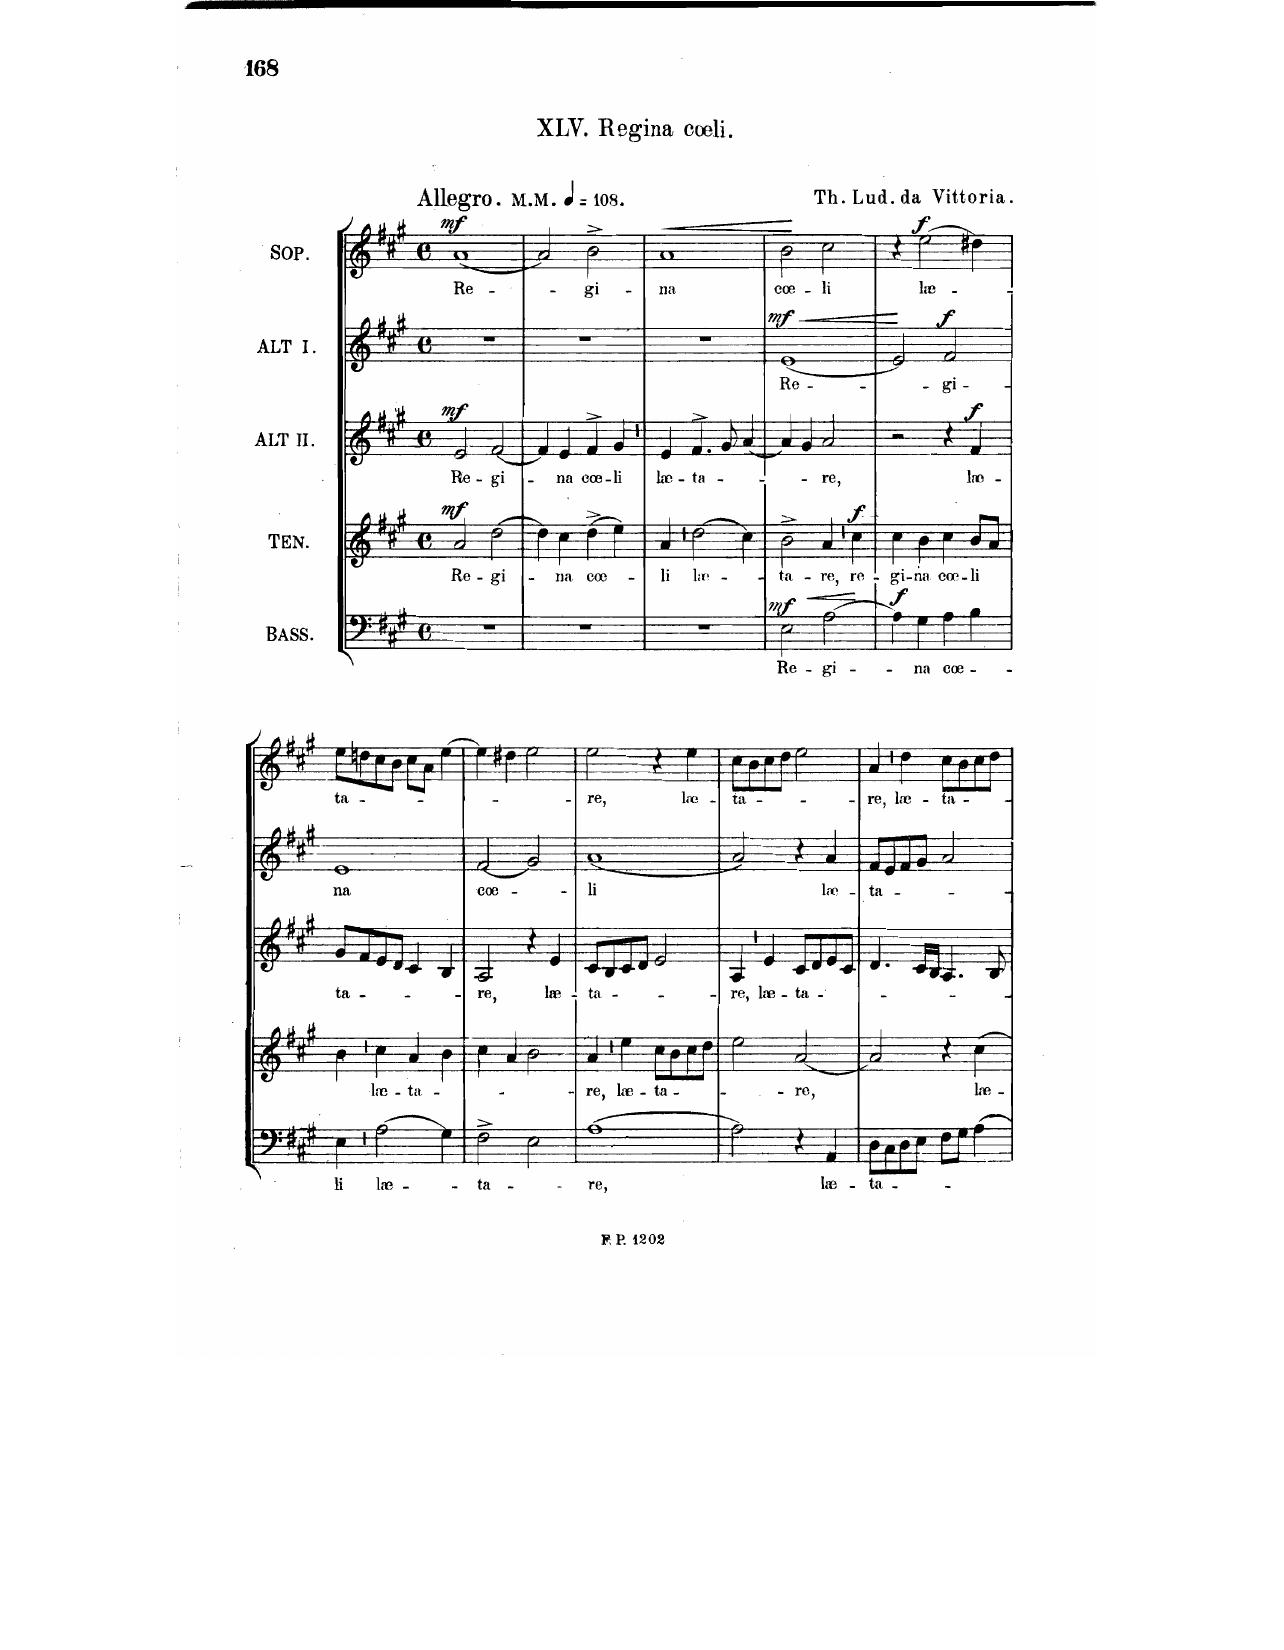 168
XLV. Regina cœli.
Allegro. M.M. ♩= 108.
Th. Lud. da Vittoria.
mf f
SOP.
Re - - gi - na cœ - li læ - -
mf f
ALT I.
Re - - - gi -
mf f
ALT II.
Re - gi - na cœ - li læ - ta - - - re, læ -
mf f
TEN.
Re - gi - na cœ - li læ - - ta - re, re - gi - na cœ - li
mf f
BASS.
Re - gi - - na cœ - -
ta - - - - - - re, læ - ta - - - re, læ - ta - -
na cœ - - li læ - ta - - -
ta - - - - re, læ - ta - - - re, læ - ta - - - - -
læ - ta - - - - re, læ - ta - - - re, læ -
li læ - - ta - - re, læ - ta - - -
F. P. 1202